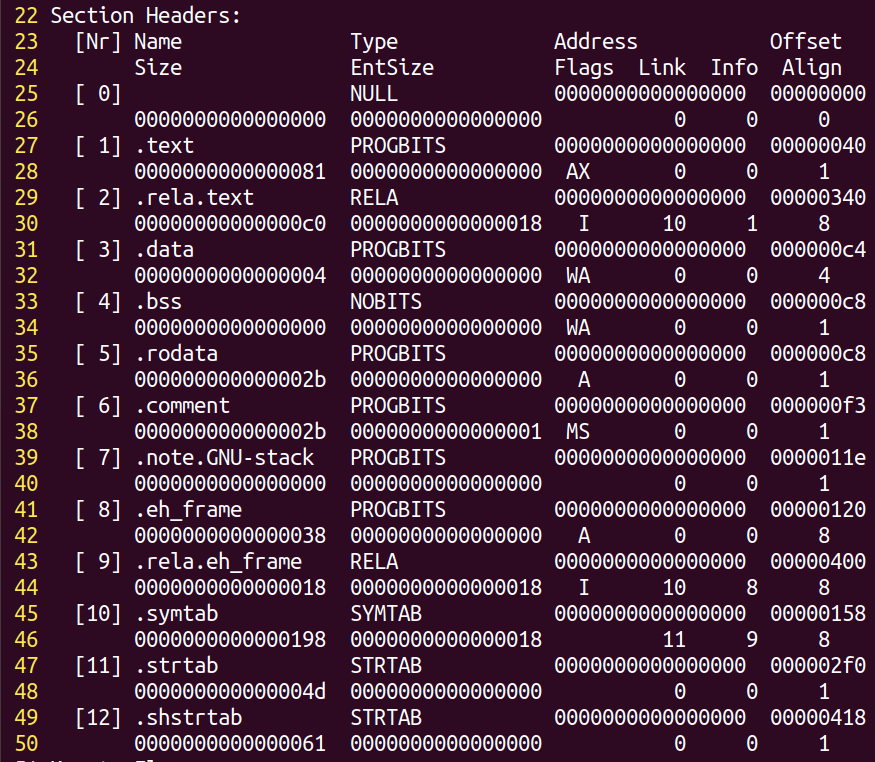 22 Section Headers:
23   [Nr] Name              Type             Address           Offset
24        Size              EntSize          Flags  Link  Info  Align
25   [ 0]                   NULL             0000000000000000  00000000
26        0000000000000000  0000000000000000           0     0     0
27   [ 1] .text             PROGBITS         0000000000000000  00000040
28        0000000000000081  0000000000000000  AX       0     0     1
29   [ 2] .rela.text        RELA             0000000000000000  00000340
30        00000000000000c0  0000000000000018   I      10     1     8
31   [ 3] .data             PROGBITS         0000000000000000  000000c4
32        0000000000000004  0000000000000000  WA       0     0     4
33   [ 4] .bss              NOBITS           0000000000000000  000000c8
34        0000000000000000  0000000000000000  WA       0     0     1
35   [ 5] .rodata           PROGBITS         0000000000000000  000000c8
36        000000000000002b  0000000000000000   A       0     0     1
37   [ 6] .comment          PROGBITS         0000000000000000  000000f3
38        000000000000002b  0000000000000001  MS       0     0     1
39   [ 7] .note.GNU-stack   PROGBITS         0000000000000000  0000011e
40        0000000000000000  0000000000000000           0     0     1
41   [ 8] .eh_frame         PROGBITS         0000000000000000  00000120
42        0000000000000038  0000000000000000   A       0     0     8
43   [ 9] .rela.eh_frame    RELA             0000000000000000  00000400
44        0000000000000018  0000000000000018   I      10     8     8
45   [10] .symtab           SYMTAB           0000000000000000  00000158
46        0000000000000198  0000000000000018          11     9     8
47   [11] .strtab           STRTAB           0000000000000000  000002f0
48        000000000000004d  0000000000000000           0     0     1
49   [12] .shstrtab         STRTAB           0000000000000000  00000418
50        0000000000000061  0000000000000000           0     0     1